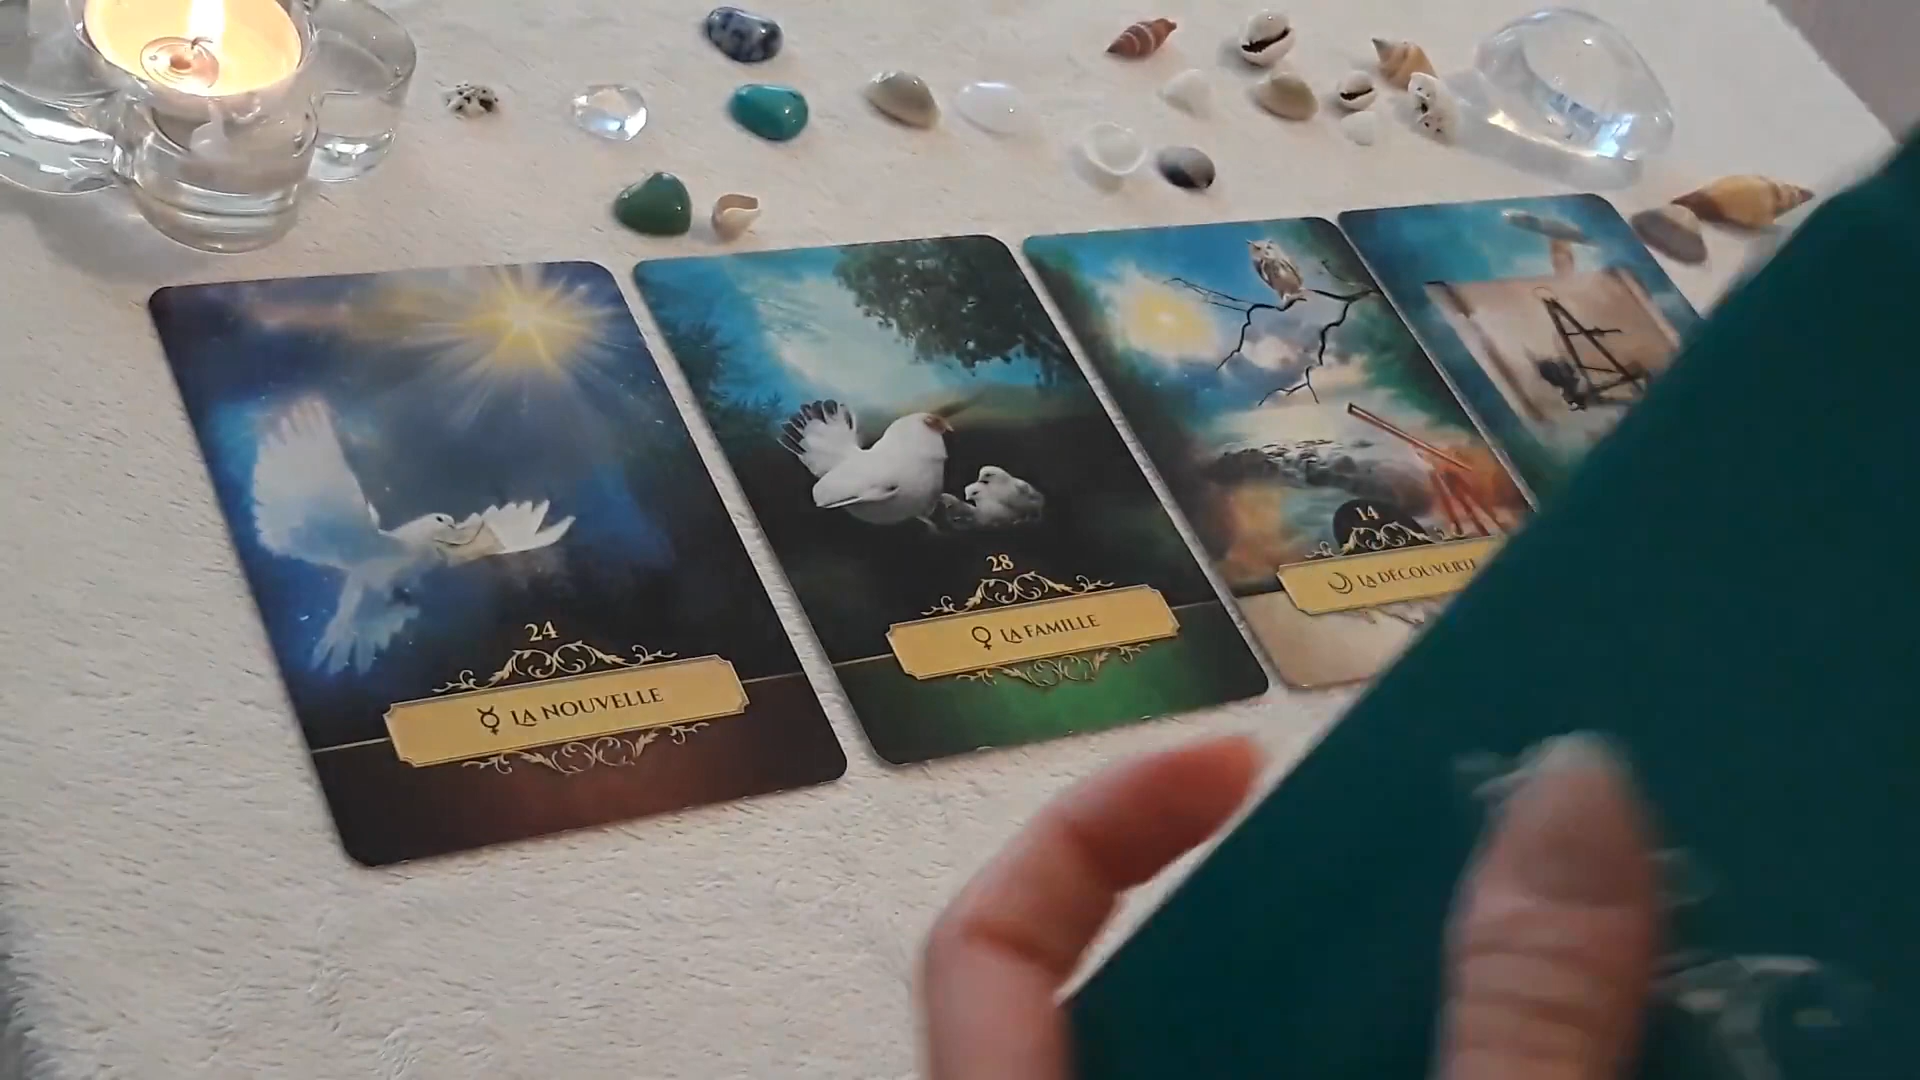 24
☿ LA NOUVELLE
28
♀ LA FAMILLE
14
☽ LA DÉCOUVERTE